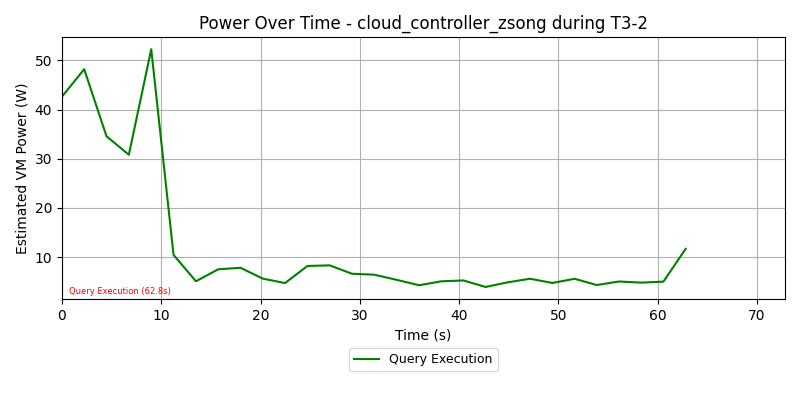 Power Over Time - cloud_controller_zsong during T3-2
Estimated VM Power (W)
50
40
30
20
10
Query Execution (62.8s)
0 10 20 30 40 50 60 70
Time (s)
Query Execution